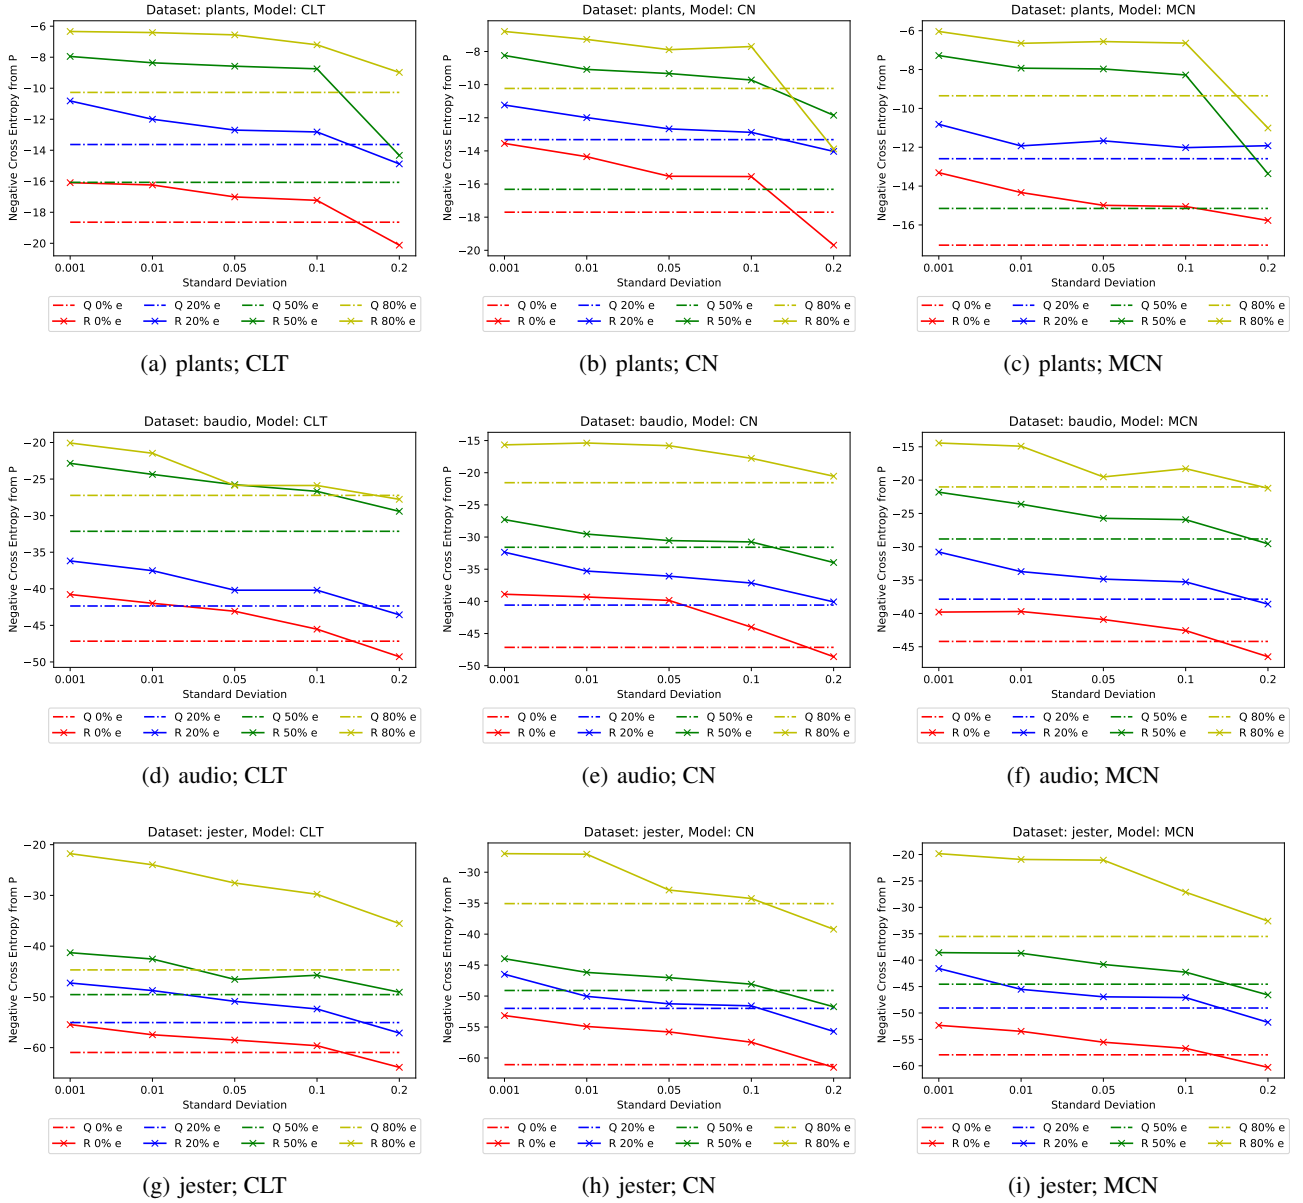 Dataset: plants, Model: CLT
Negative Cross Entropy from P
−6
−8
−10
−12
−14
−16
−18
−20
0.001 0.01 0.05 0.1 0.2
Standard Deviation
Q 0% e Q 20% e Q 50% e Q 80% e
R 0% e R 20% e R 50% e R 80% e
(a) plants; CLT
Dataset: plants, Model: CN
Negative Cross Entropy from P
−8
−10
−12
−14
−16
−18
−20
0.001 0.01 0.05 0.1 0.2
Standard Deviation
Q 0% e Q 20% e Q 50% e Q 80% e
R 0% e R 20% e R 50% e R 80% e
(b) plants; CN
Dataset: plants, Model: MCN
Negative Cross Entropy from P
−6
−8
−10
−12
−14
−16
0.001 0.01 0.05 0.1 0.2
Standard Deviation
Q 0% e Q 20% e Q 50% e Q 80% e
R 0% e R 20% e R 50% e R 80% e
(c) plants; MCN
Dataset: baudio, Model: CLT
Negative Cross Entropy from P
−20
−25
−30
−35
−40
−45
−50
0.001 0.01 0.05 0.1 0.2
Standard Deviation
Q 0% e Q 20% e Q 50% e Q 80% e
R 0% e R 20% e R 50% e R 80% e
(d) audio; CLT
Dataset: baudio, Model: CN
Negative Cross Entropy from P
−15
−20
−25
−30
−35
−40
−45
−50
0.001 0.01 0.05 0.1 0.2
Standard Deviation
Q 0% e Q 20% e Q 50% e Q 80% e
R 0% e R 20% e R 50% e R 80% e
(e) audio; CN
Dataset: baudio, Model: MCN
Negative Cross Entropy from P
−15
−20
−25
−30
−35
−40
−45
0.001 0.01 0.05 0.1 0.2
Standard Deviation
Q 0% e Q 20% e Q 50% e Q 80% e
R 0% e R 20% e R 50% e R 80% e
(f) audio; MCN
Dataset: jester, Model: CLT
Negative Cross Entropy from P
−20
−30
−40
−50
−60
0.001 0.01 0.05 0.1 0.2
Standard Deviation
Q 0% e Q 20% e Q 50% e Q 80% e
R 0% e R 20% e R 50% e R 80% e
(g) jester; CLT
Dataset: jester, Model: CN
Negative Cross Entropy from P
−30
−35
−40
−45
−50
−55
−60
0.001 0.01 0.05 0.1 0.2
Standard Deviation
Q 0% e Q 20% e Q 50% e Q 80% e
R 0% e R 20% e R 50% e R 80% e
(h) jester; CN
Dataset: jester, Model: MCN
Negative Cross Entropy from P
−20
−25
−30
−35
−40
−45
−50
−55
−60
0.001 0.01 0.05 0.1 0.2
Standard Deviation
Q 0% e Q 20% e Q 50% e Q 80% e
R 0% e R 20% e R 50% e R 80% e
(i) jester; MCN